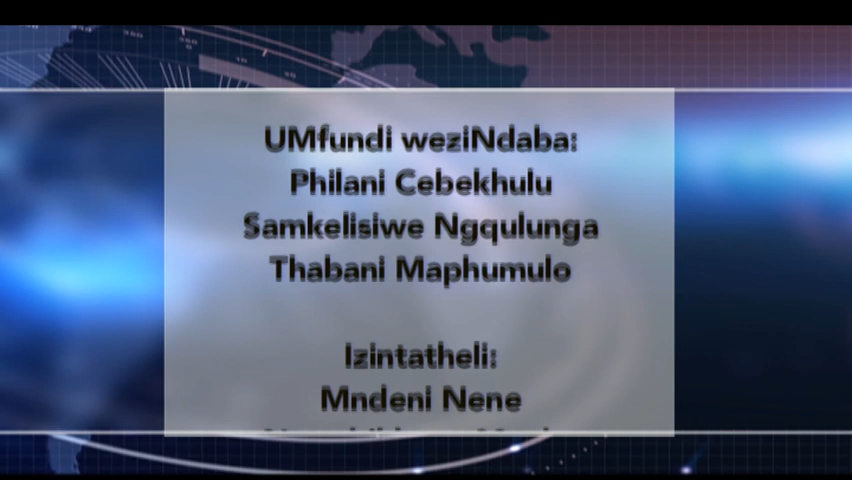 UMfundi weziNdaba:
Philani Cebekhulu
Samkelisiwe Ngqulunga
Thabani Maphumulo
Izintatheli:
Mndeni Nene